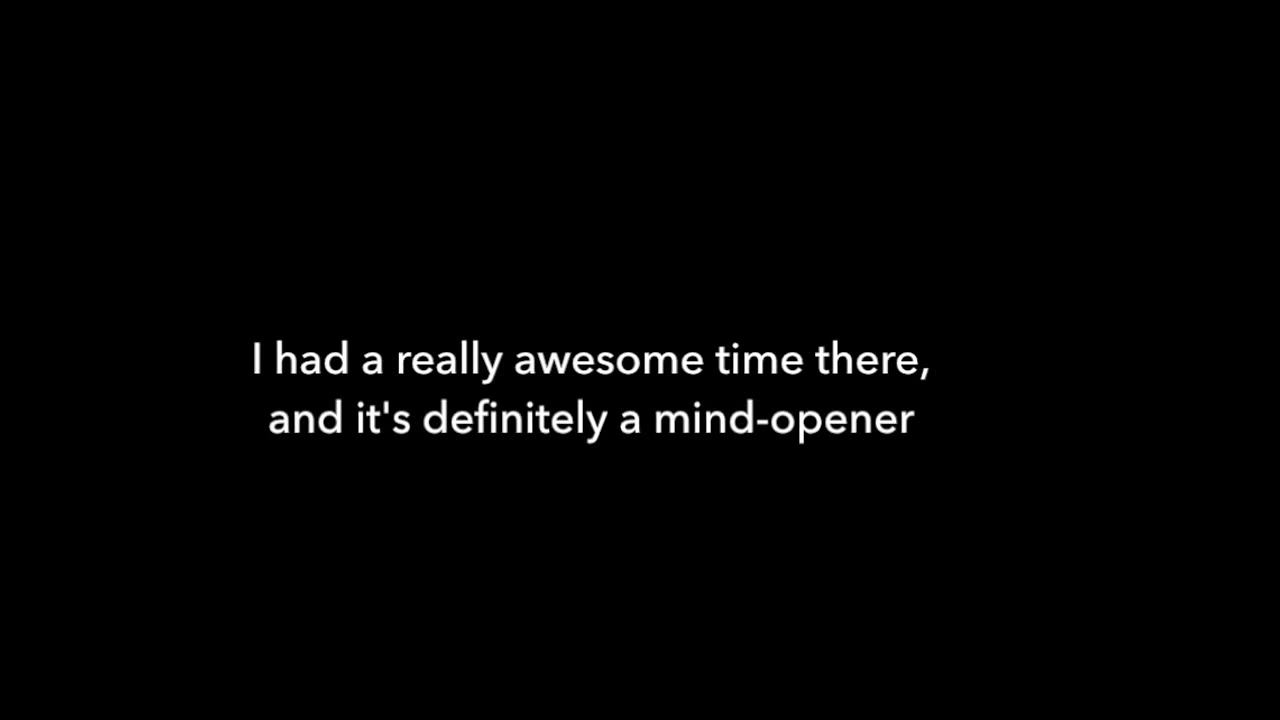 I had a really awesome time there,
and it's definitely a mind-opener